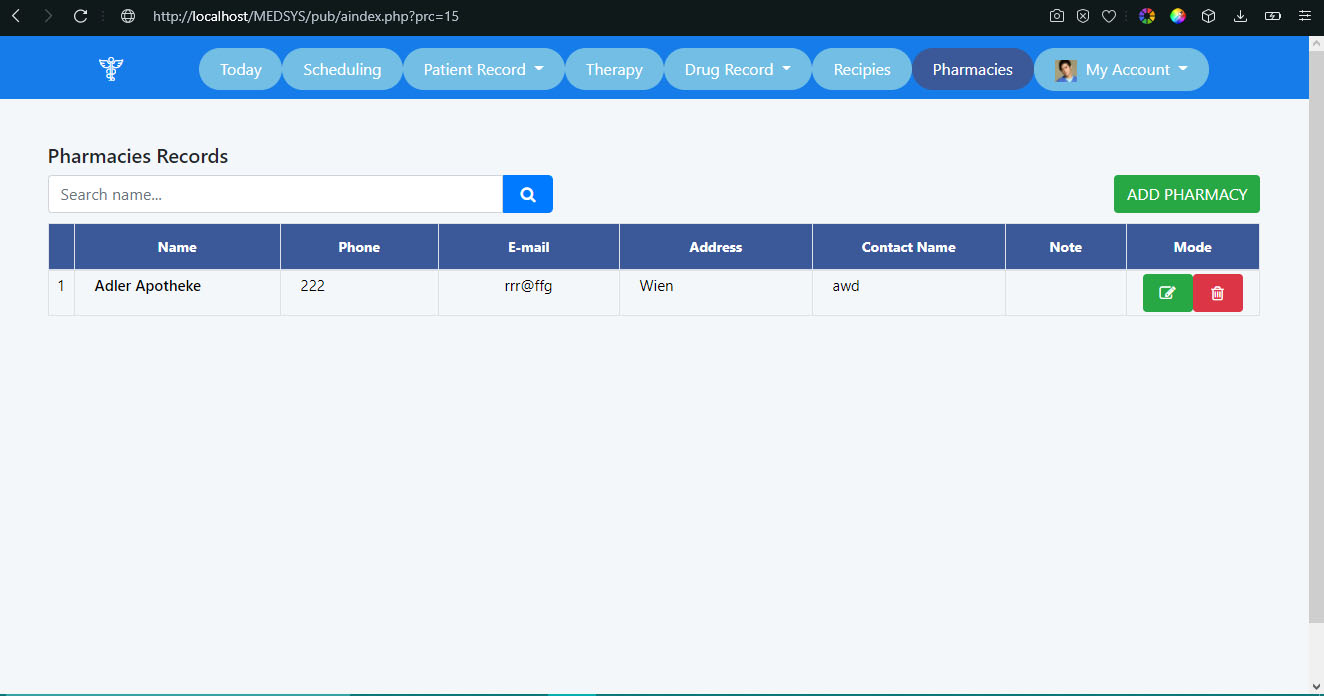 http://localhost/MEDSYS/pub/aindex.php?prc=15
Today Scheduling Patient Record Therapy Drug Record Recipies Pharmacies My Account
Pharmacies Records
Search name... ADD PHARMACY
Name Phone E-mail Address Contact Name Note Mode
1 Adler Apotheke 222 rrr@ffg Wien awd